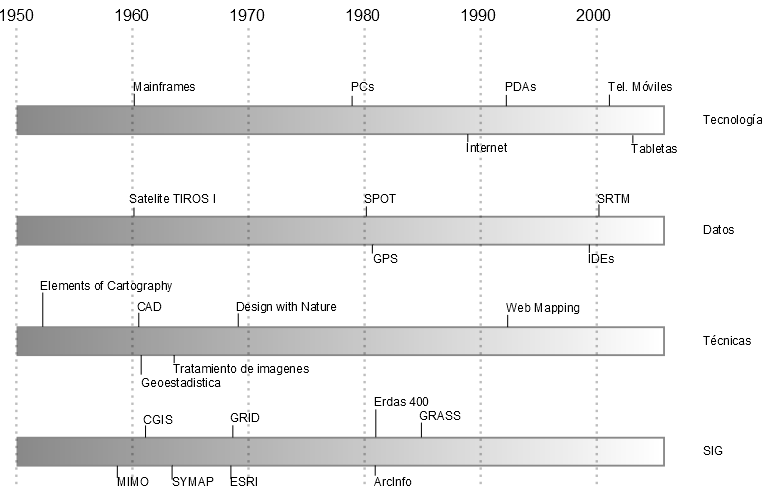 1950 1960 1970 1980 1990 2000
Mainframes PCs PDAs Tel. Móviles
Tecnología
Internet Tabletas
Satelite TIROS I SPOT SRTM
Datos
GPS IDEs
Elements of Cartography
CAD Design with Nature Web Mapping
Técnicas
Tratamiento de imagenes
Geoestadistica
Erdas 400
CGIS GRID GRASS
SIG
MIMO SYMAP ESRI ArcInfo